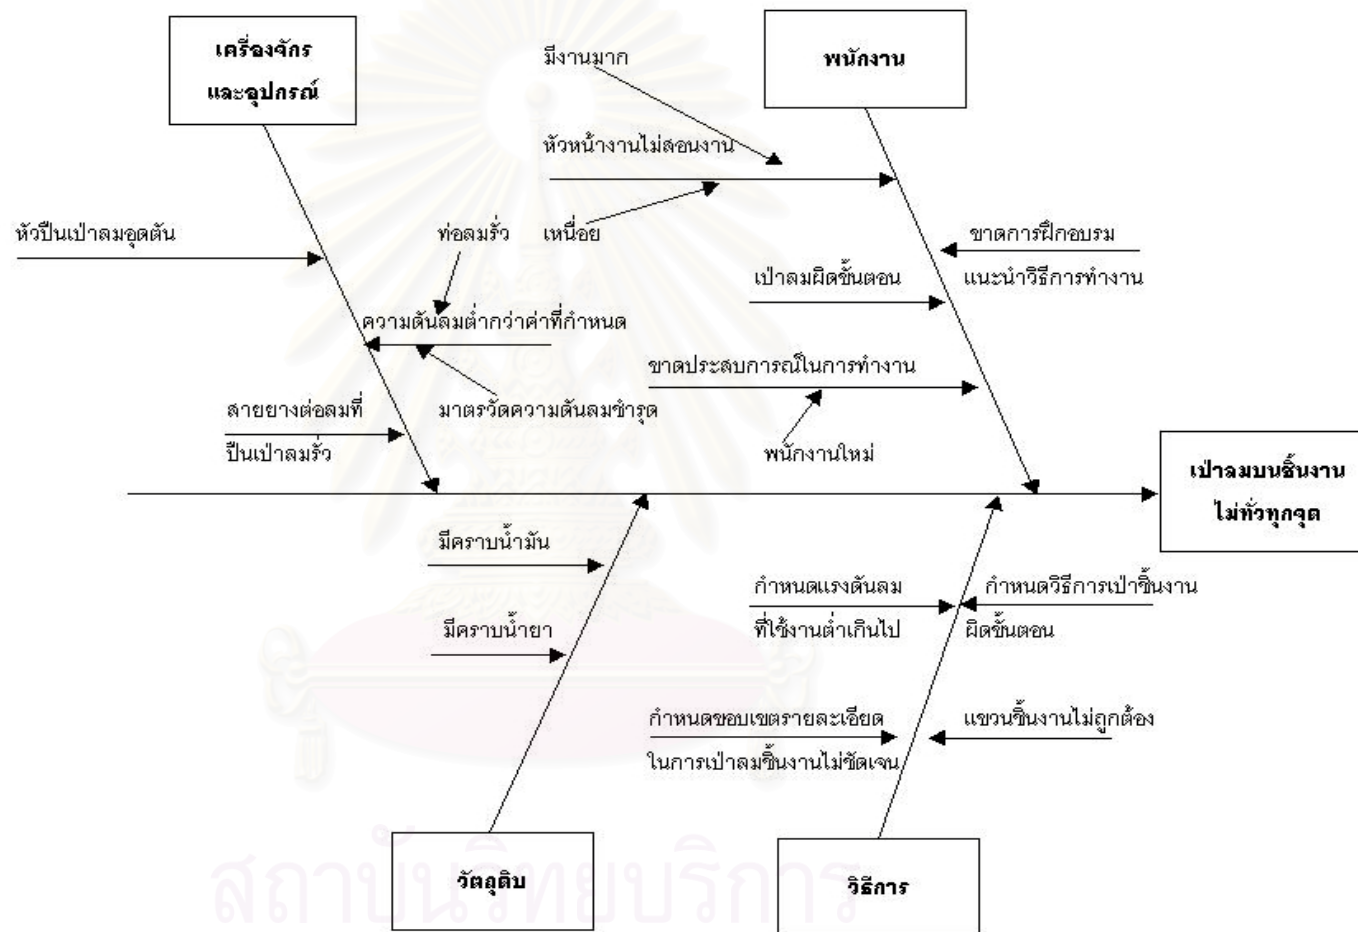 เครื่องจักร
และอุปกรณ์
มีงานมาก
พนักงาน
หัวหน้างานไม่สอนงาน
หัวปืนเป่าลมอุดตัน
ท่อลมรั่ว
เหนื่อย
ขาดการฝึกอบรม
แนะนำวิธีการทำงาน
เป่าลมผิดขั้นตอน
ความดันลมต่ำกว่าค่าที่กำหนด
ขาดประสบการณ์ในการทำงาน
สายยางต่อลมที่
ปืนเป่าลมรั่ว
มาตรวัดความดันลมชำรุด
พนักงานใหม่
เป่าลมบนชิ้นงาน
ไม่ทั่วทุกจุด
มีคราบน้ำมัน
มีคราบน้ำยา
กำหนดแรงดันลม
ที่ใช้งานต่ำเกินไป
กำหนดวิธีการเป่าชิ้นงาน
ผิดขั้นตอน
กำหนดขอบเขตรายละเอียด
ในการเป่าลมชิ้นงานไม่ชัดเจน
แขวนชิ้นงานไม่ถูกต้อง
วัตถุดิบ
วิธีการ
สถาบันวิทยบริการ